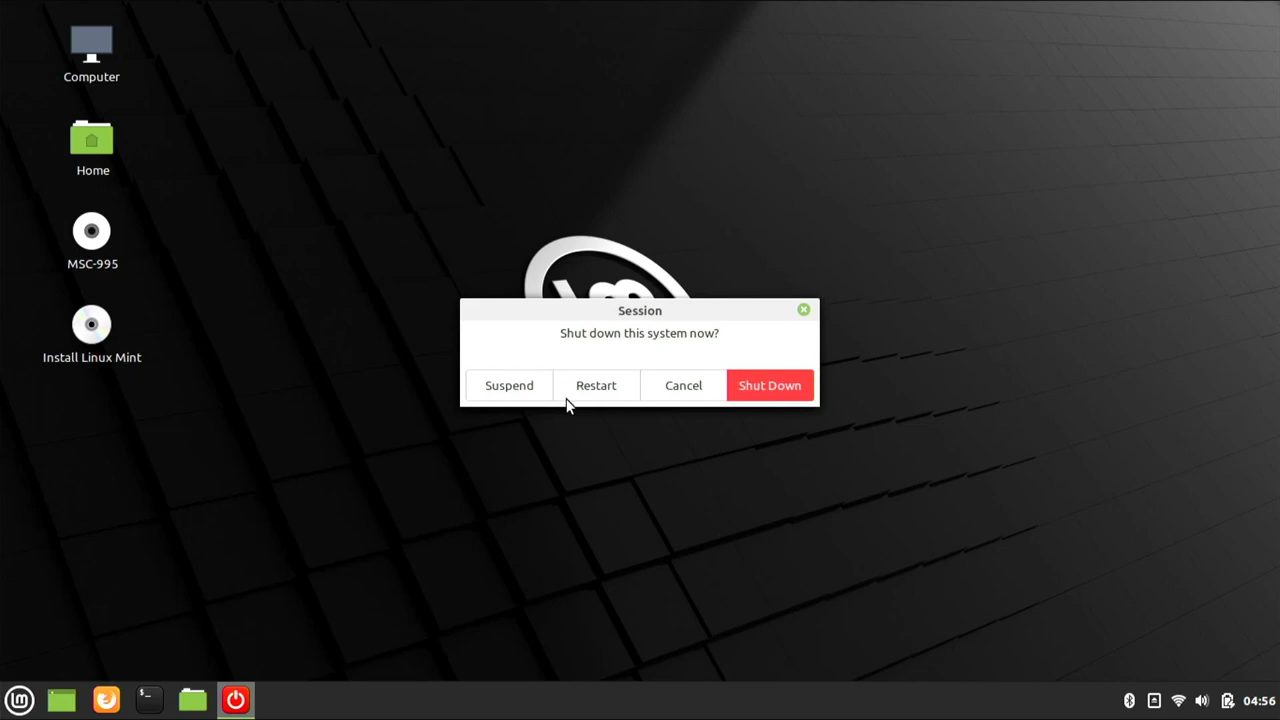 Computer
Home
MSC-995
Install Linux Mint
Session
Shut down this system now?
Suspend Restart Cancel Shut Down
04:56